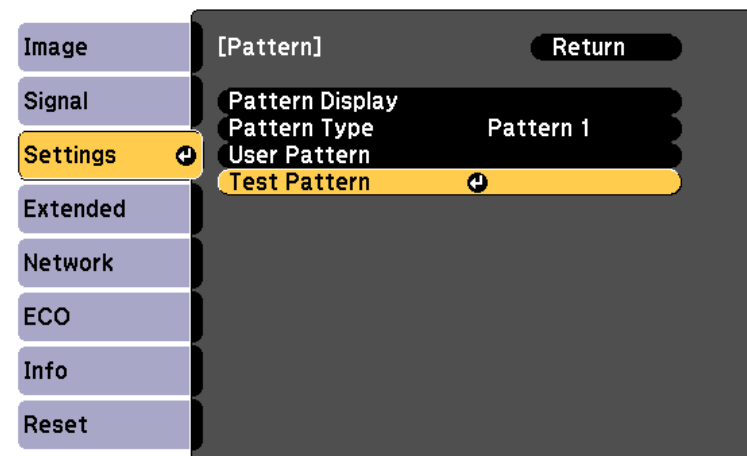 Image
Signal
Settings
Extended
Network
ECO
Info
Reset
[Pattern] Return
Pattern Display
Pattern Type Pattern 1
User Pattern
Test Pattern